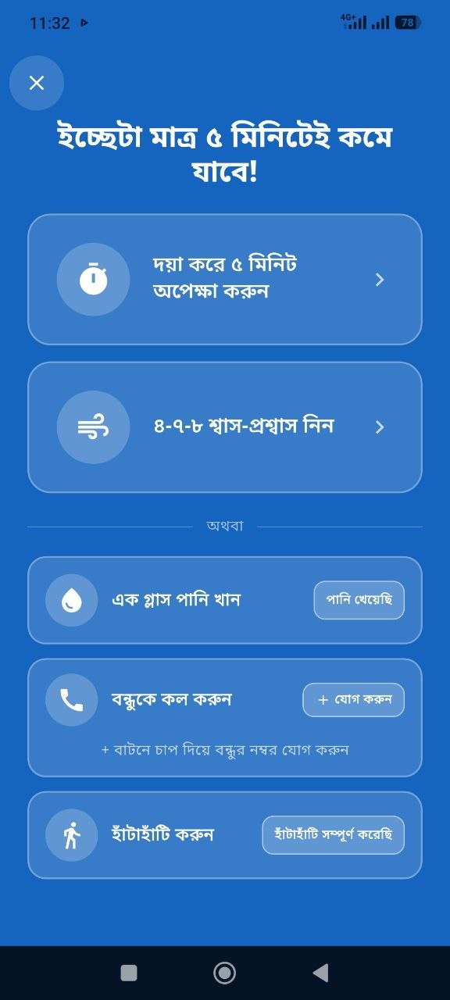 11:32
4G+
78
ইচ্ছেটা মাত্র ৫ মিনিটেই কমে
যাবে!
দয়া করে ৫ মিনিট
অপেক্ষা করুন
৪-৭-৮ শ্বাস-প্রশ্বাস নিন
অথবা
এক গ্লাস পানি খান
পানি খেয়েছি
বন্ধুকে কল করুন
+ যোগ করুন
+ বাটনে চাপ দিয়ে বন্ধুর নম্বর যোগ করুন
হাঁটাহাঁটি করুন
হাঁটাহাঁটি সম্পূর্ণ করেছি